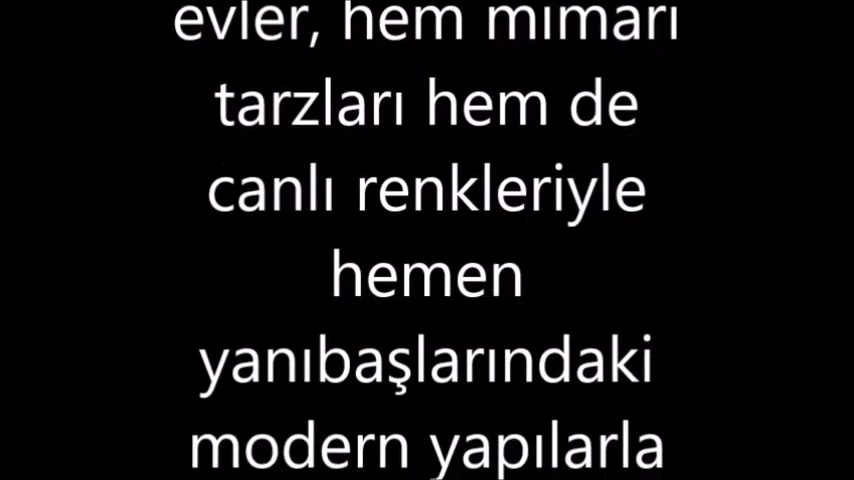 evler, hem mimari
tarzları hem de
canlı renkleriyle
hemen
yanıbaşlarındaki
modern yapılarla